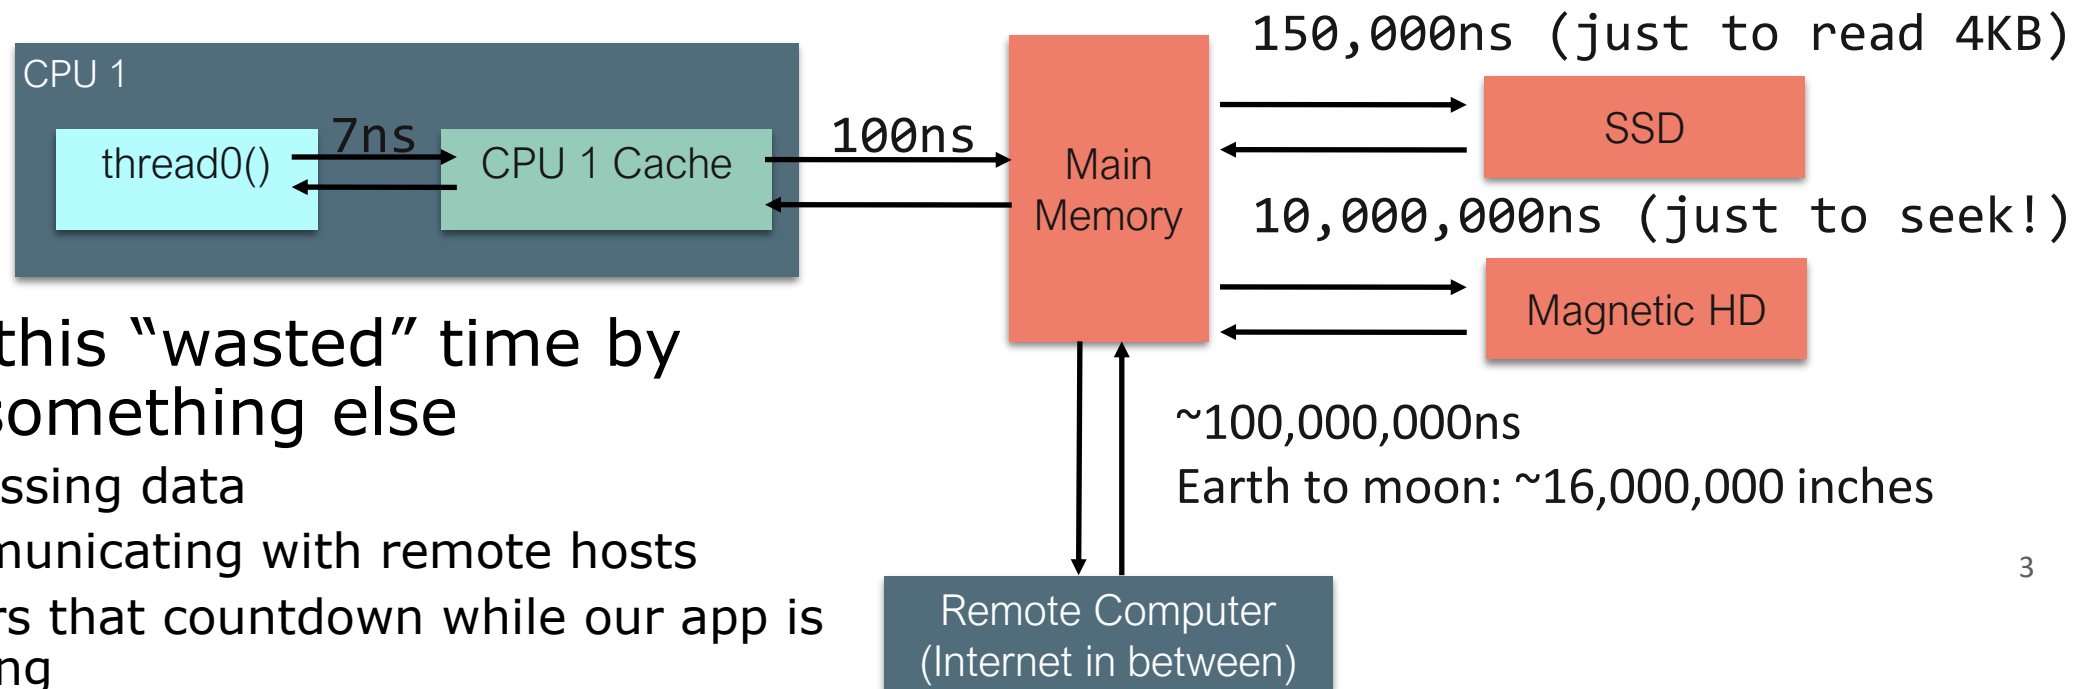 150,000ns (just to read 4KB)
CPU 1
thread0()
7ns
CPU 1 Cache
100ns
Main
Memory
SSD
10,000,000ns (just to seek!)
Magnetic HD
this “wasted” time by
something else
ssing data
municating with remote hosts
rs that countdown while our app is
ng
~100,000,000ns
Earth to moon: ~16,000,000 inches
3
Remote Computer
(Internet in between)